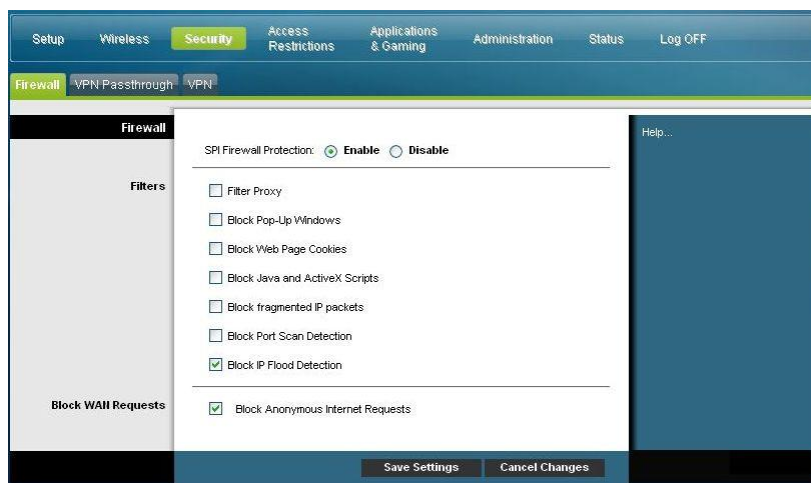 Setup Wireless Security Access Restrictions Applications & Gaming Administration Status Log OFF
Firewall VPN Passthrough VPN
Firewall
Help...
SPI Firewall Protection: Enable Disable
Filters
Filter Proxy
Block Pop-Up Windows
Block Web Page Cookies
Block Java and ActiveX Scripts
Block fragmented IP packets
Block Port Scan Detection
Block IP Flood Detection
Block WAN Requests
Block Anonymous Internet Requests
Save Settings Cancel Changes